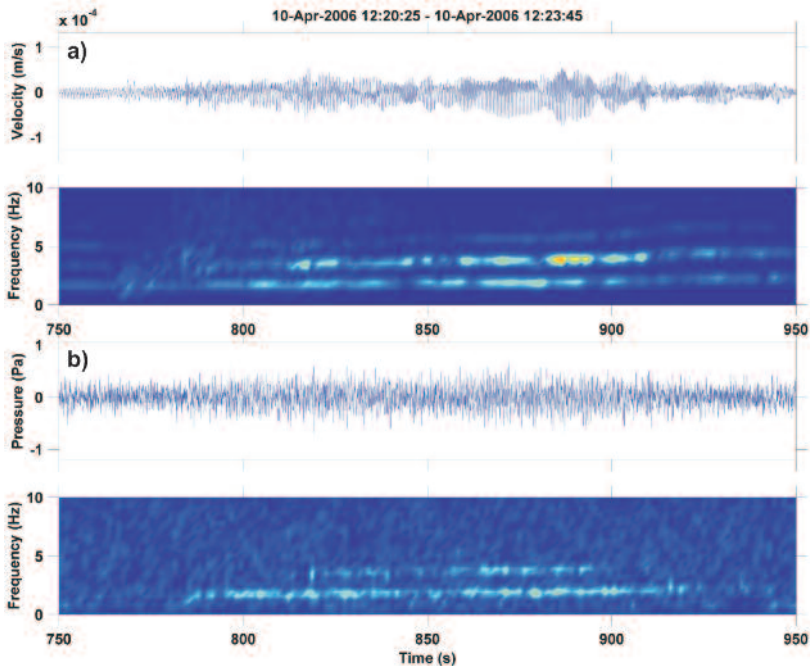 x 10-4
10-Apr-2006 12:20:25 - 10-Apr-2006 12:23:45
a)
Velocity (m/s)
1
0
-1
Frequency (Hz)
10
5
0
750 800 850 900 950
b)
Pressure (Pa)
1
0
-1
Frequency (Hz)
10
5
0
750 800 850 900 950
Time (s)